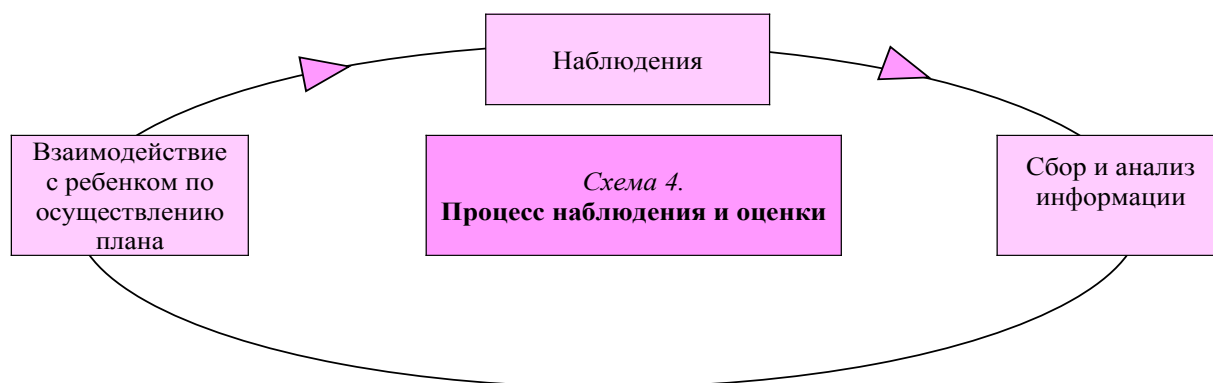 Наблюдения
Взаимодействие
с ребенком по
осуществлению
плана
Схема 4.
Процесс наблюдения и оценки
Сбор и анализ
информации